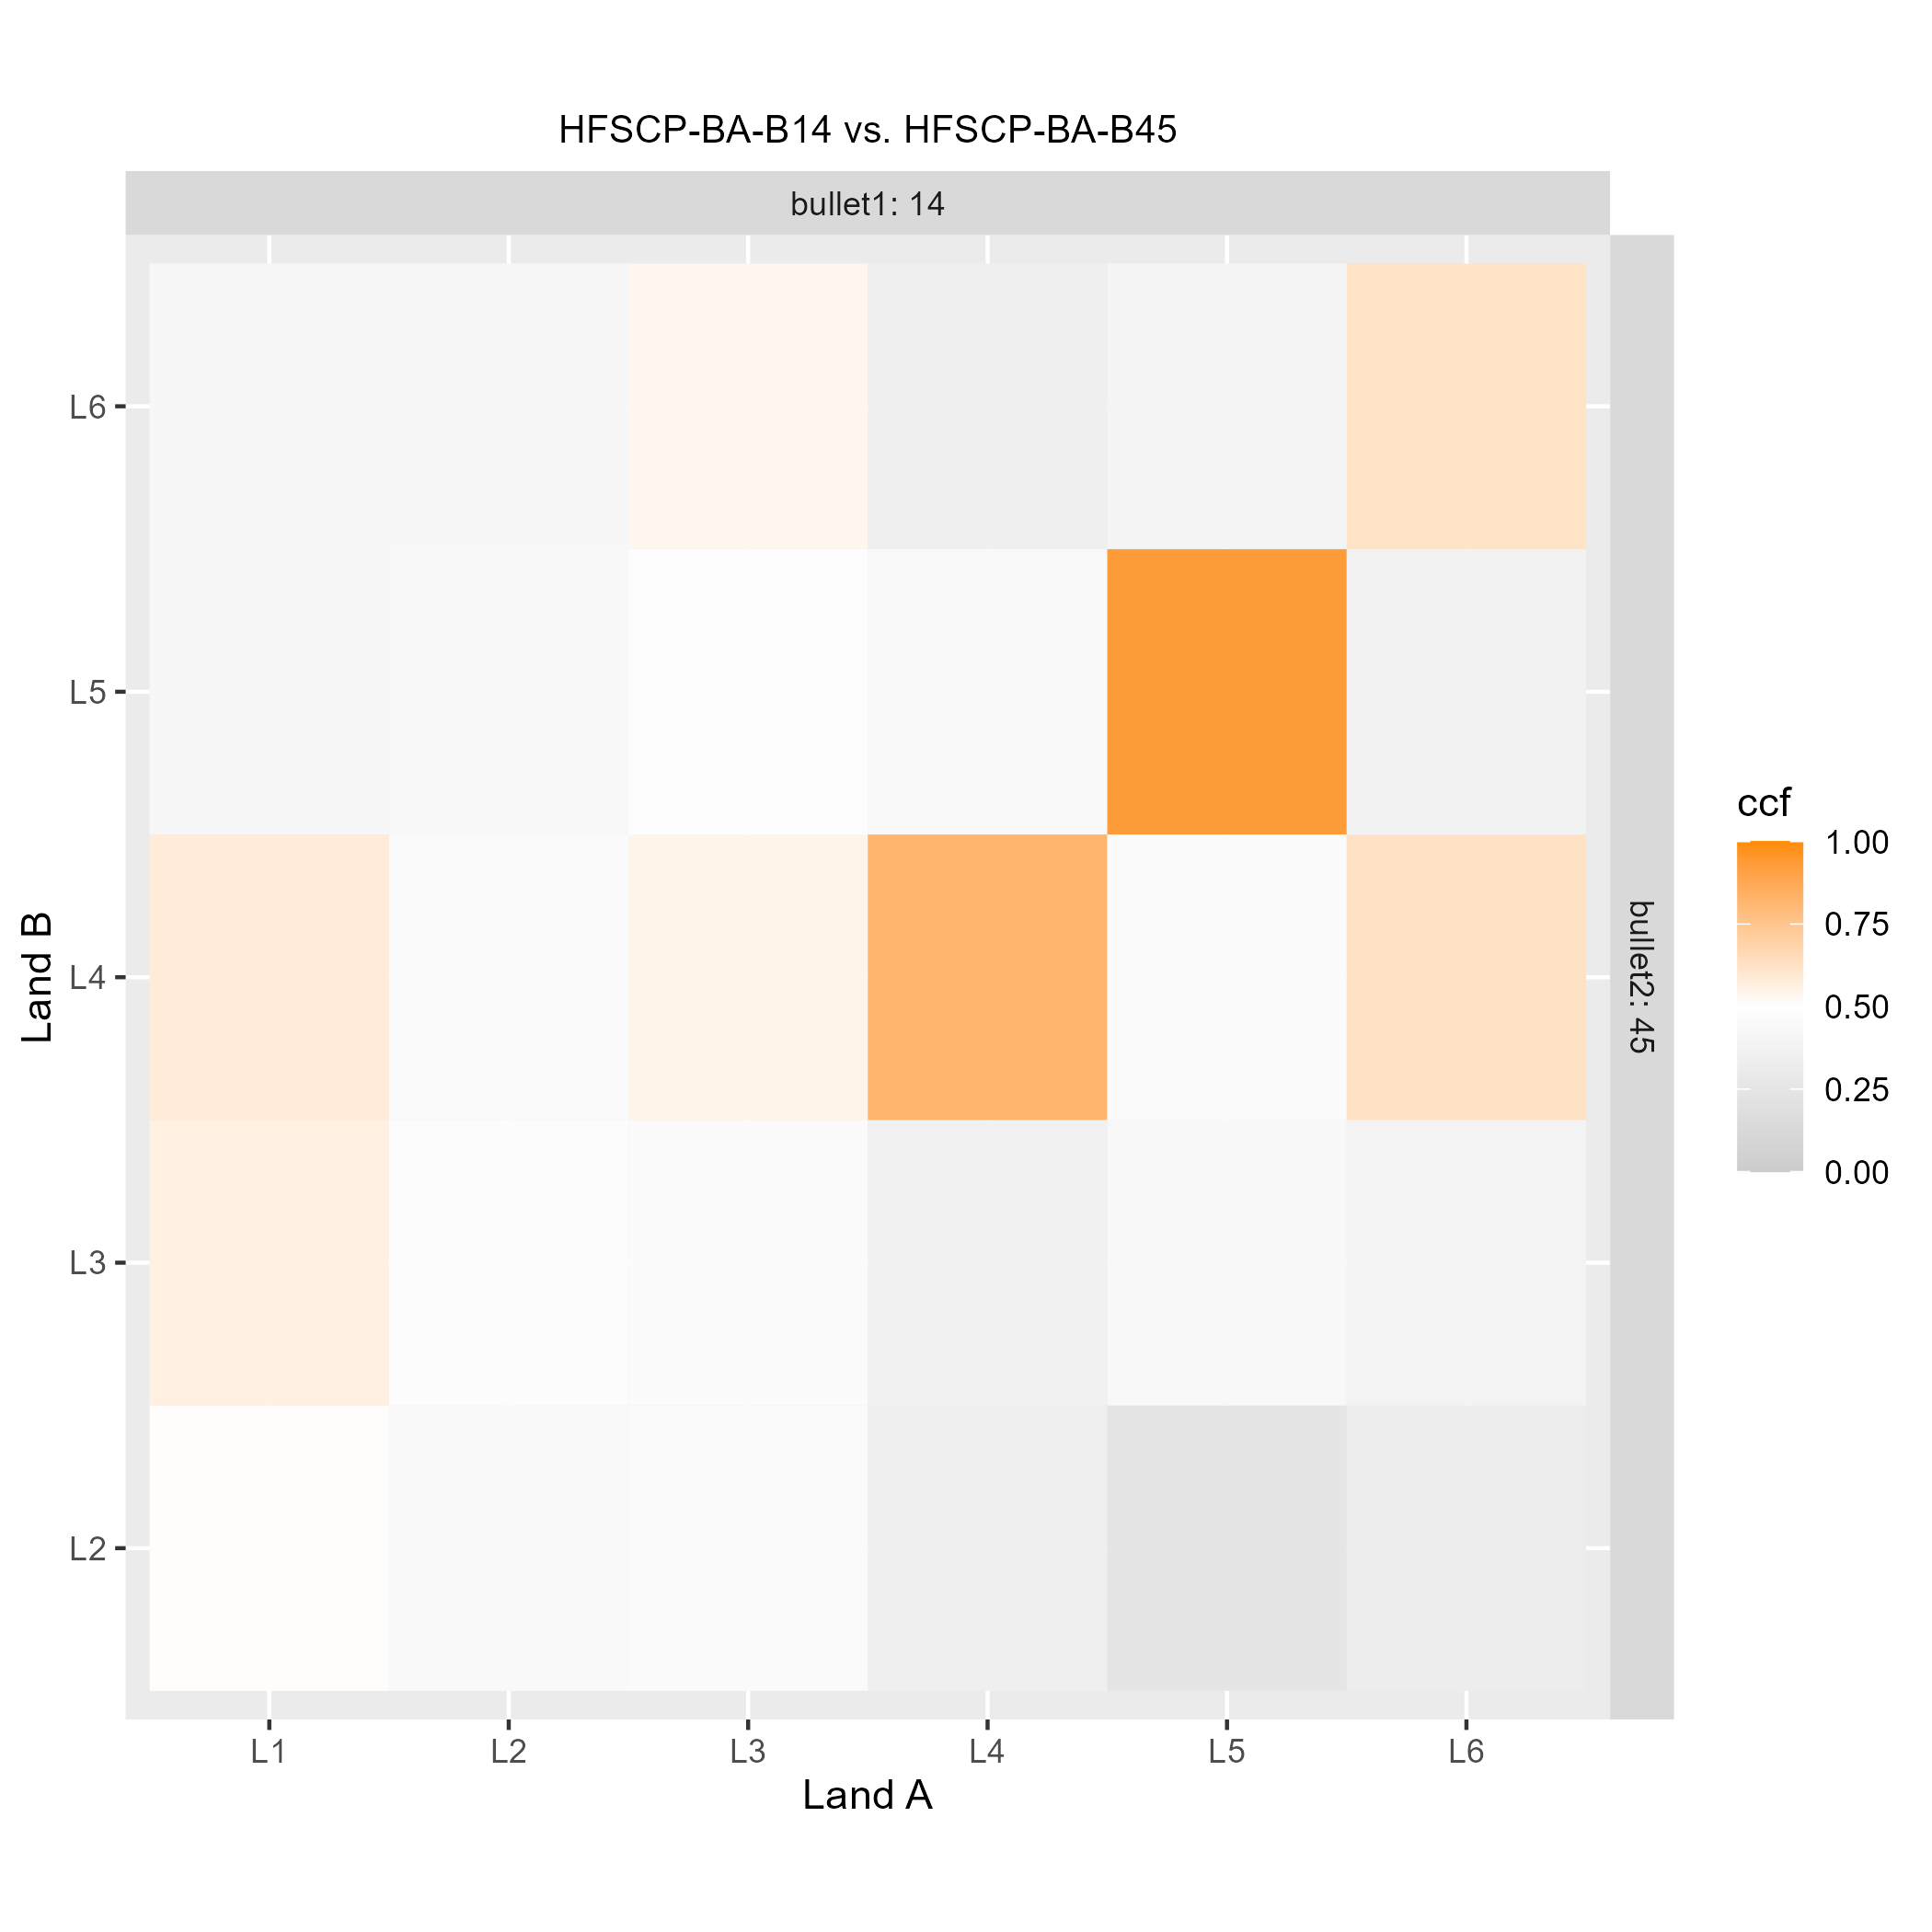 HFSCP-BA-B14 vs. HFSCP-BA-B45
bullet1: 14
L6
L5
L4
L3
L2
Land B
L1
L2
L3
L4
L5
L6
Land A
bullet2: 45
ccf
1.00
0.75
0.50
0.25
0.00